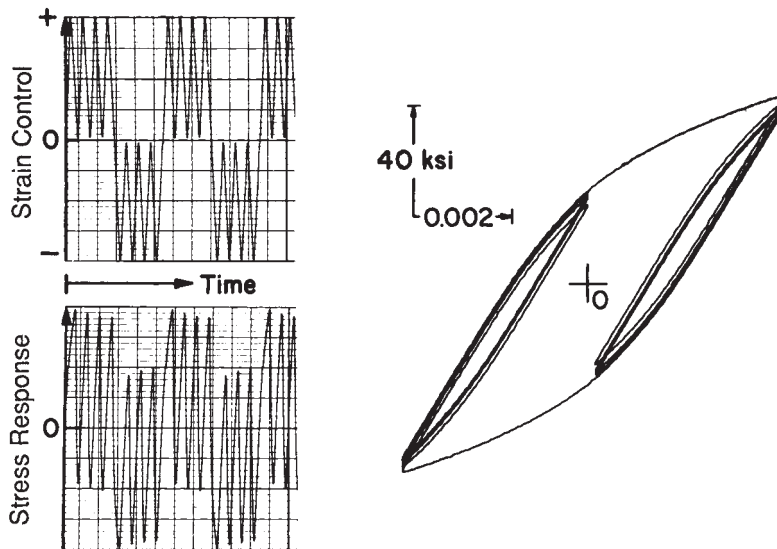 +
Strain Control
0
−
Time
Stress Response
0
40 ksi
0.002
0